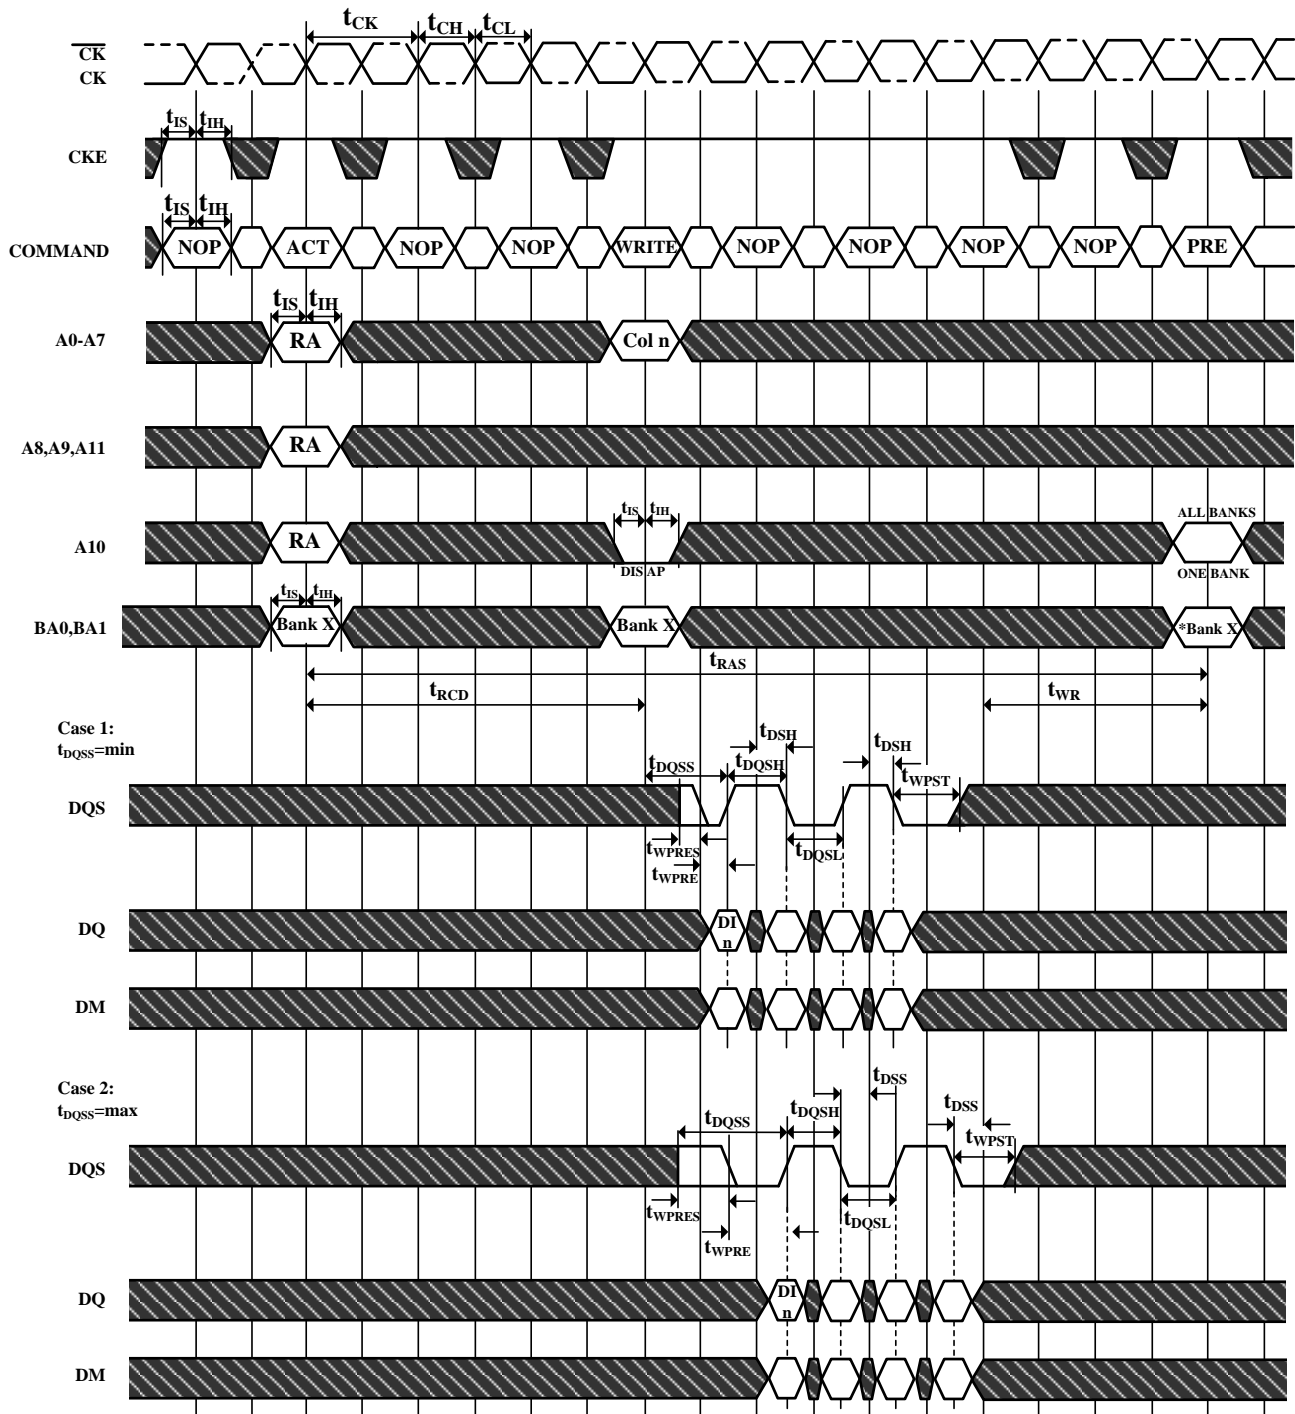 tCK tCH tCL
CK
CK
tIS tIH
CKE
tIS tIH
COMMAND NOP ACT NOP NOP WRITE NOP NOP NOP NOP PRE
tIS tIH
A0-A7 RA Col n
A8,A9,A11 RA
tIS tIH ALL BANKS
A10 RA
DIS AP ONE BANK
tIS tIH
BA0,BA1 Bank X Bank X *Bank X
tRAS
tRCD tWR
Case 1:
tDQSS=min
tDSH tDSH
tDQSS tDQSH tWPST
DQS
tWPRES tDQSL
tWPRE
DQ DI
n
DM
Case 2:
tDQSS=max
tDSS tDSS
tDQSS tDQSH tWPST
DQS
tWPRES tDQSL
tWPRE
DQ DI
n
DM